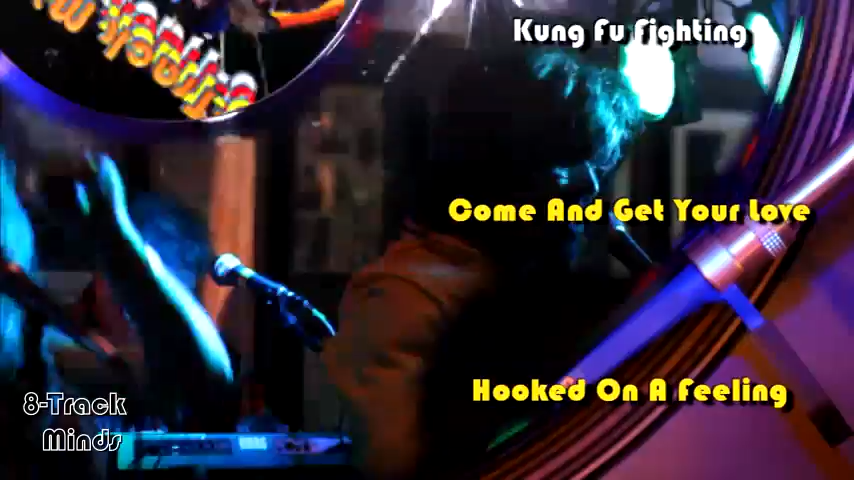 Kung Fu Fighting
Come And Get Your Love
Hooked On A Feeling
8-Track
Minds